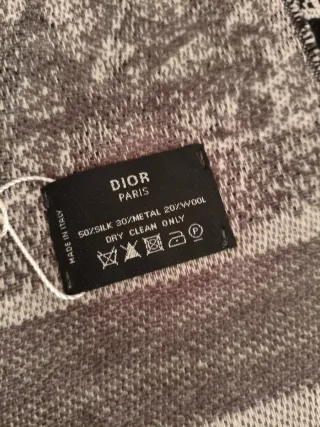 DIOR
PARIS
50%SILK 30%METAL 20%WOOL
DRY CLEAN ONLY
P
MADE IN ITALY